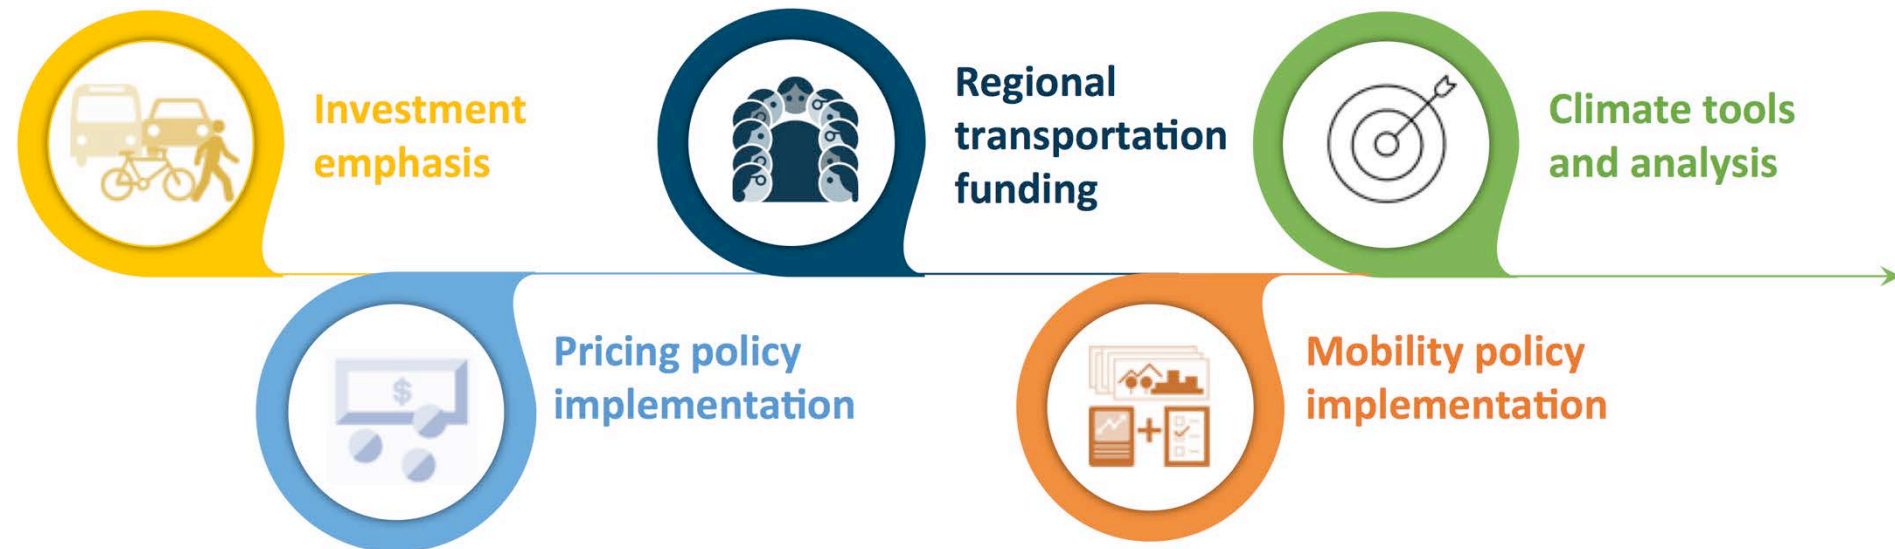 Investment
emphasis
Pricing policy
implementation
$
Regional
transportation
funding
Mobility policy
implementation
Climate tools
and analysis